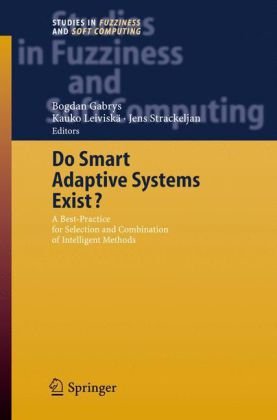 STUDIES IN FUZZINESS
AND SOFT COMPUTING
Studies
in Fuzziness
and
Soft Computing
Bogdan Gabrys
Kauko Leiviskä · Jens Strackeljan
Editors
Do Smart
Adaptive Systems
Exist?
A Best-Practice
for Selection and Combination
of Intelligent Methods
Springer